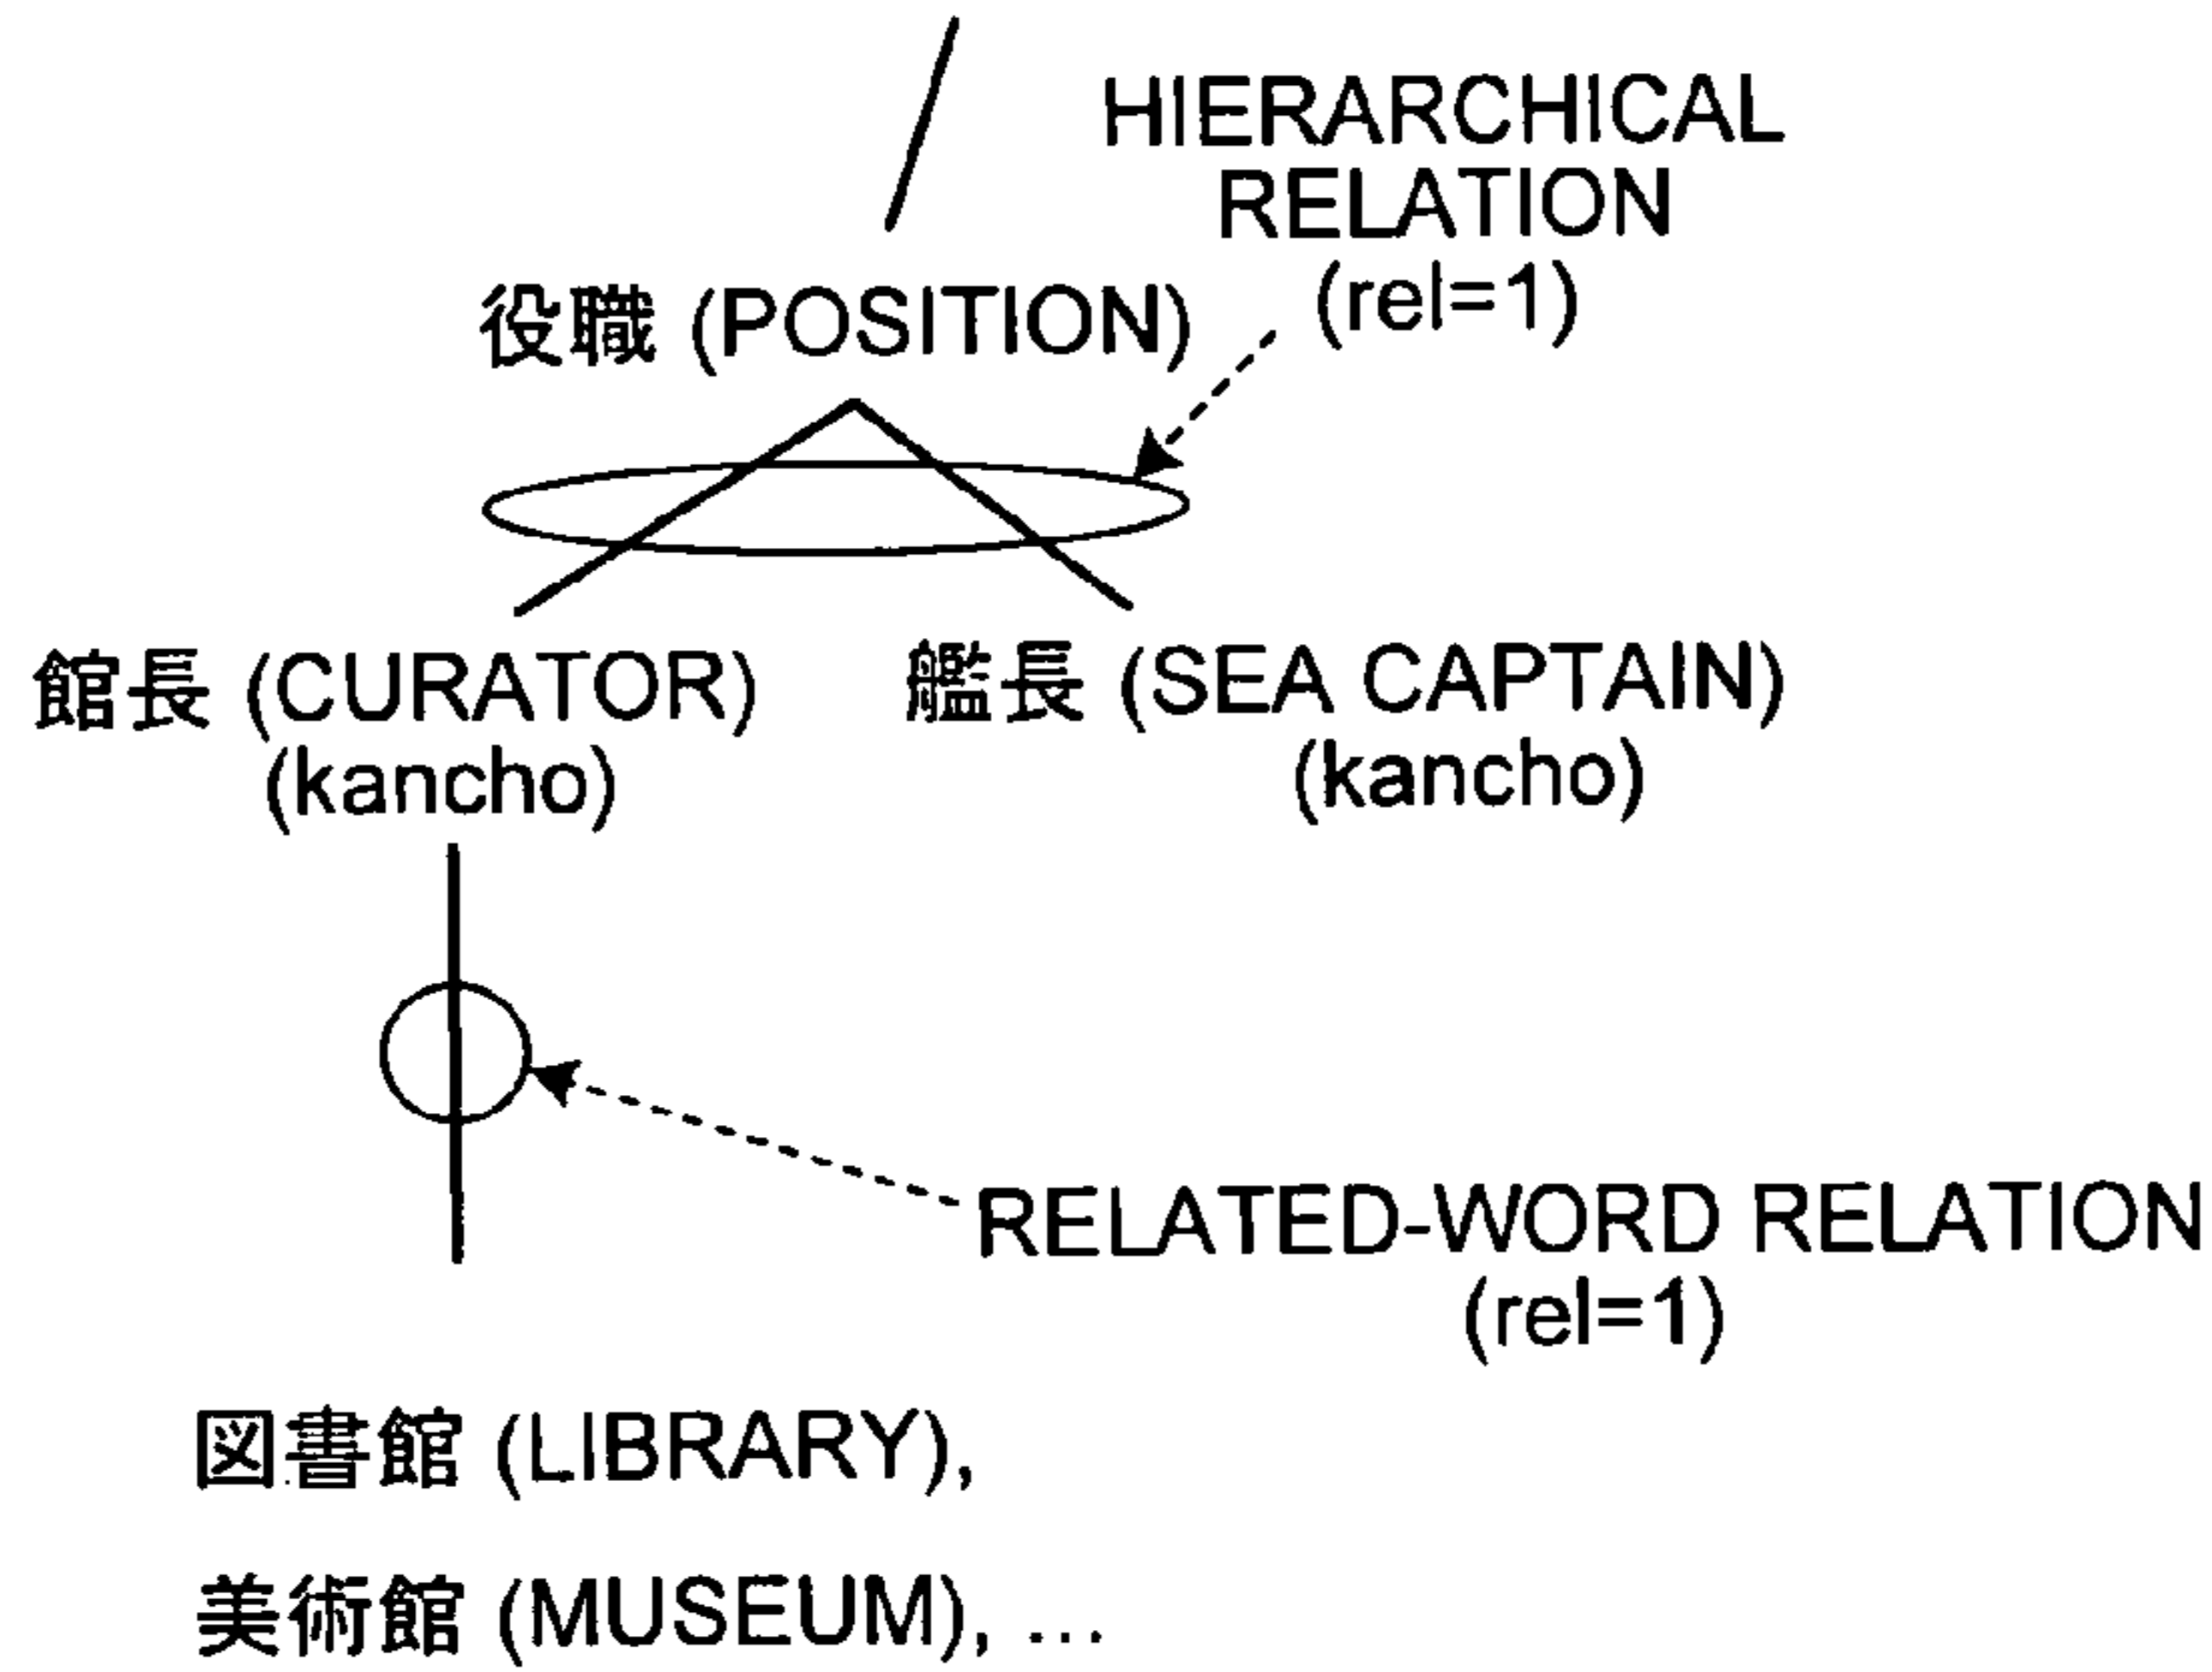 HIERARCHICAL
RELATION
(rel=1)
役職 (POSITION)
館長 (CURATOR)
(kancho)
艦長 (SEA CAPTAIN)
(kancho)
RELATED-WORD RELATION
(rel=1)
図書館 (LIBRARY),
美術館 (MUSEUM), ...